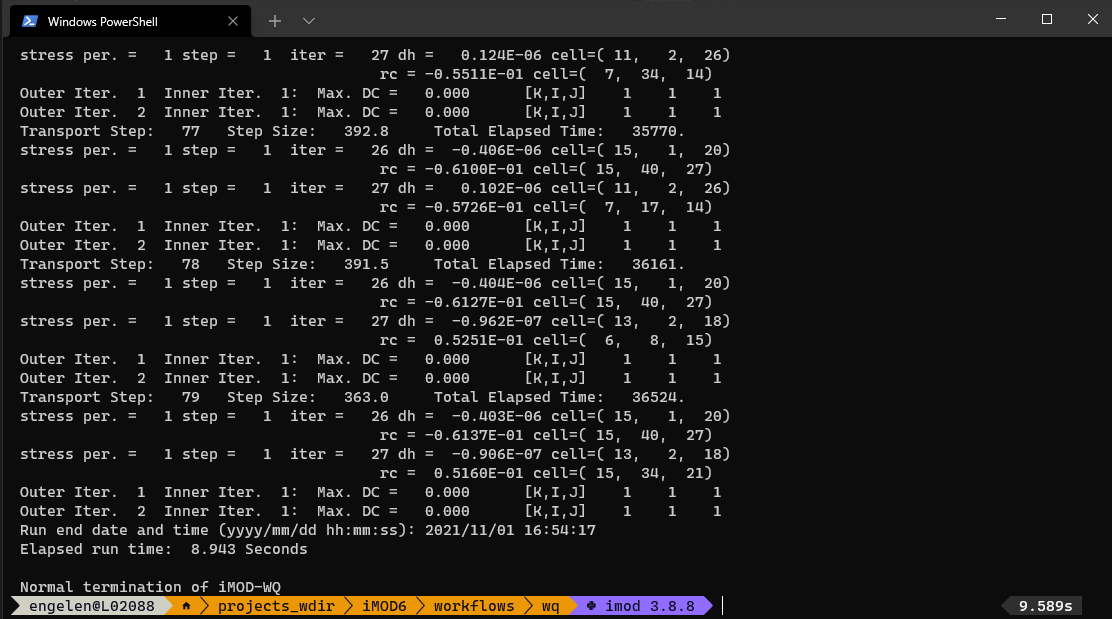 Windows PowerShell
stress per. =   1 step =   1  iter =   27 dh =   0.124E-06 cell=( 11,   2,  26)
rc = -0.5511E-01 cell=(  7,  34,  14)
Outer Iter.  1  Inner Iter.  1:  Max. DC =   0.000      [K,I,J]    1    1    1
Outer Iter.  2  Inner Iter.  1:  Max. DC =   0.000      [K,I,J]    1    1    1
Transport Step:   77   Step Size:   392.8     Total Elapsed Time:   35770.
stress per. =   1 step =   1  iter =   26 dh =  -0.406E-06 cell=( 15,   1,  20)
rc = -0.6100E-01 cell=( 15,  40,  27)
stress per. =   1 step =   1  iter =   27 dh =   0.102E-06 cell=( 11,   2,  26)
rc = -0.5726E-01 cell=(  7,  17,  14)
Outer Iter.  1  Inner Iter.  1:  Max. DC =   0.000      [K,I,J]    1    1    1
Outer Iter.  2  Inner Iter.  1:  Max. DC =   0.000      [K,I,J]    1    1    1
Transport Step:   78   Step Size:   391.5     Total Elapsed Time:   36161.
stress per. =   1 step =   1  iter =   26 dh =  -0.404E-06 cell=( 15,   1,  20)
rc = -0.6127E-01 cell=( 15,  40,  27)
stress per. =   1 step =   1  iter =   27 dh =  -0.962E-07 cell=( 13,   2,  18)
rc =  0.5251E-01 cell=(  6,   8,  15)
Outer Iter.  1  Inner Iter.  1:  Max. DC =   0.000      [K,I,J]    1    1    1
Outer Iter.  2  Inner Iter.  1:  Max. DC =   0.000      [K,I,J]    1    1    1
Transport Step:   79   Step Size:   363.0     Total Elapsed Time:   36524.
stress per. =   1 step =   1  iter =   26 dh =  -0.403E-06 cell=( 15,   1,  20)
rc = -0.6137E-01 cell=( 15,  40,  27)
stress per. =   1 step =   1  iter =   27 dh =  -0.906E-07 cell=( 13,   2,  18)
rc =  0.5160E-01 cell=( 15,  34,  21)
Outer Iter.  1  Inner Iter.  1:  Max. DC =   0.000      [K,I,J]    1    1    1
Outer Iter.  2  Inner Iter.  1:  Max. DC =   0.000      [K,I,J]    1    1    1
Run end date and time (yyyy/mm/dd hh:mm:ss): 2021/11/01 16:54:17
Elapsed run time:  8.943 Seconds
Normal termination of iMOD-WQ
engelen@L02088 projects_wdir iMOD6 workflows wq imod 3.8.8 9.589s